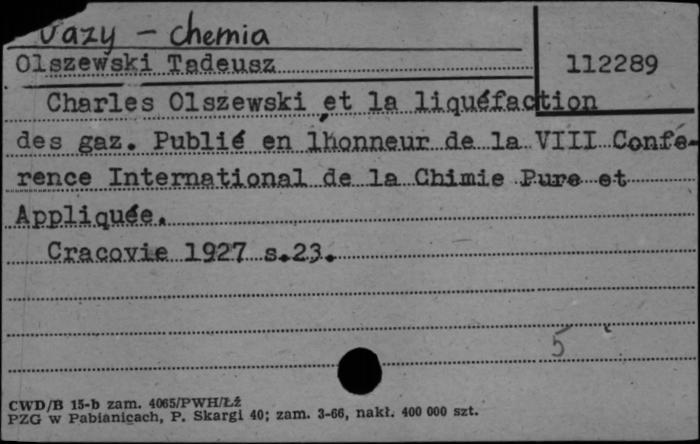 Gazy - chemia
Olszewski Tadeusz
112289
Charles Olszewski et la liquéfaction
des gaz. Publié en l'honneur de la VIII Confé-
rence International de la Chimie Pure et
Appliquée.
Cracovie 1927 s.23.
5
CWD/B 15-b zam. 4065/PWH/Łź
PZG w Pabianicach, P. Skargi 40; zam. 3-66, nakł. 400 000 szt.